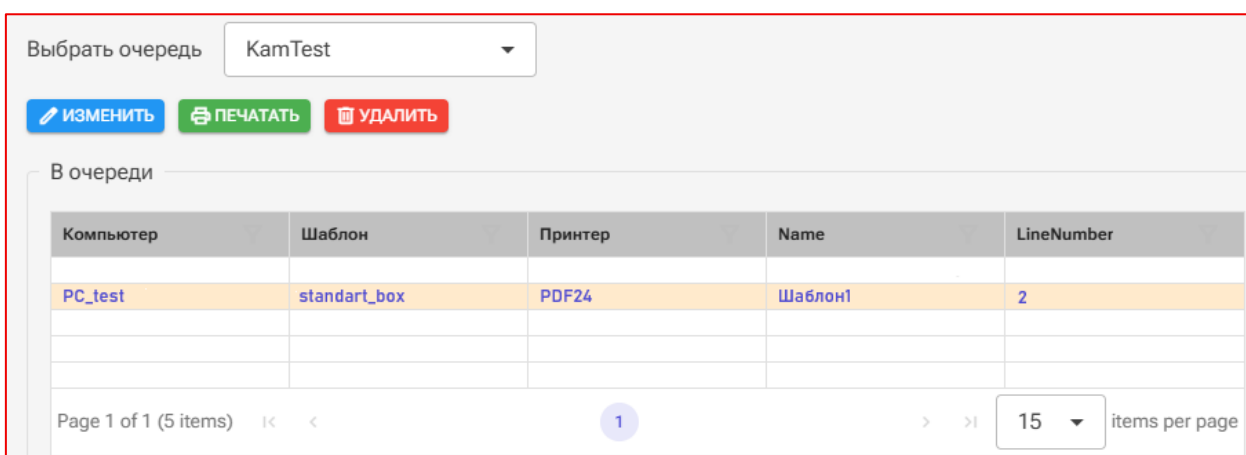 Выбрать очередь KamTest
ИЗМЕНИТЬ ПЕЧАТАТЬ УДАЛИТЬ
В очереди
Компьютер Шаблон Принтер Name LineNumber
PC_test standart_box PDF24 Шаблон1 2
Page 1 of 1 (5 items) 1 15 items per page